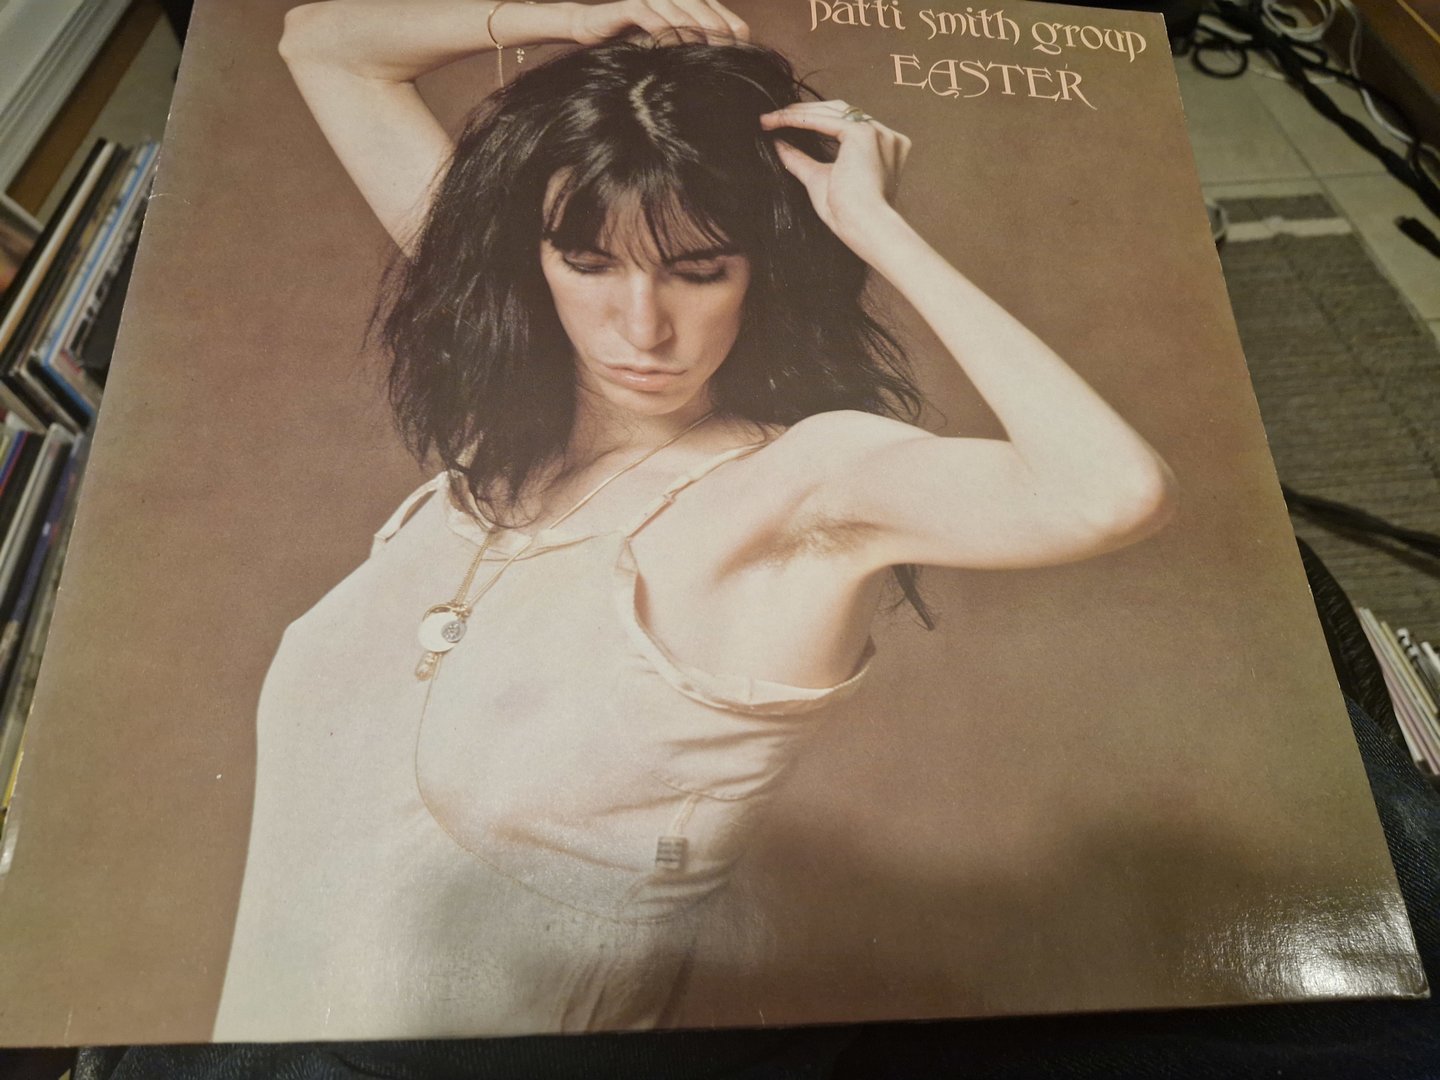 patti smith group
EASTER